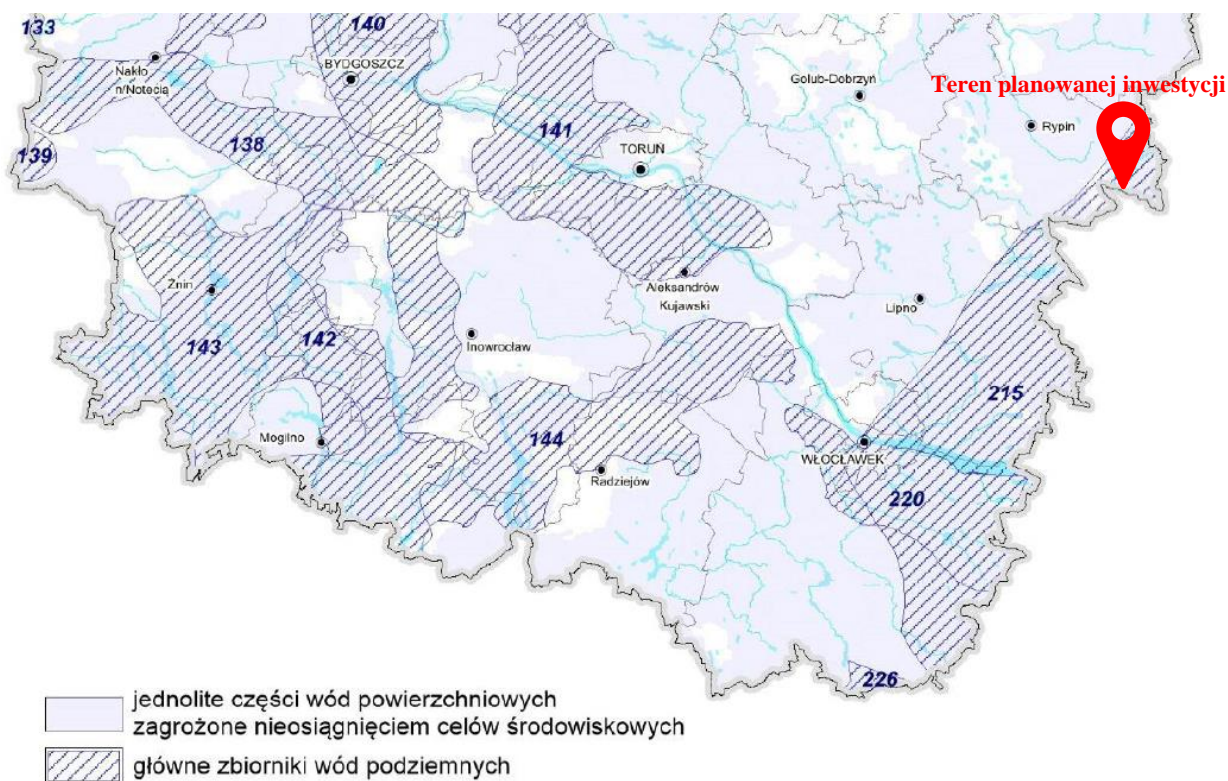 133
140
Nakło
n/Notecią
BYDGOSZCZ
Golub-Dobrzyń
Teren planowanej inwestycji
Rypin
138
141
139
TORUŃ
Żnin
Aleksandrów
Kujawski
Lipno
143
142
Inowrocław
215
Mogilno
144
WŁOCŁAWEK
Radziejów
220
226
jednolite części wód powierzchniowych
zagrożone nieosiągnięciem celów środowiskowych
główne zbiorniki wód podziemnych